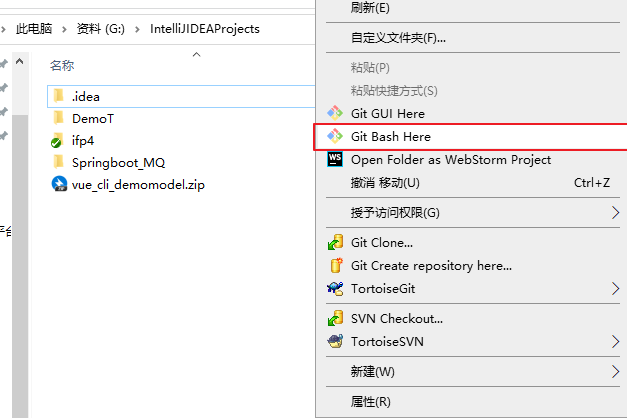 此电脑 > 资料 (G:) > IntelliJIDEAProjects
名称
.idea
DemoT
ifp4
Springboot_MQ
vue_cli_demomodel.zip
平台
刷新(E)
自定义文件夹(F)...
粘贴(P)
粘贴快捷方式(S)
Git GUI Here
Git Bash Here
WS Open Folder as WebStorm Project
撤消 移动(U) Ctrl+Z
授予访问权限(G)
Git Clone...
Git Create repository here...
TortoiseGit
SVN Checkout...
TortoiseSVN
新建(W)
属性(R)